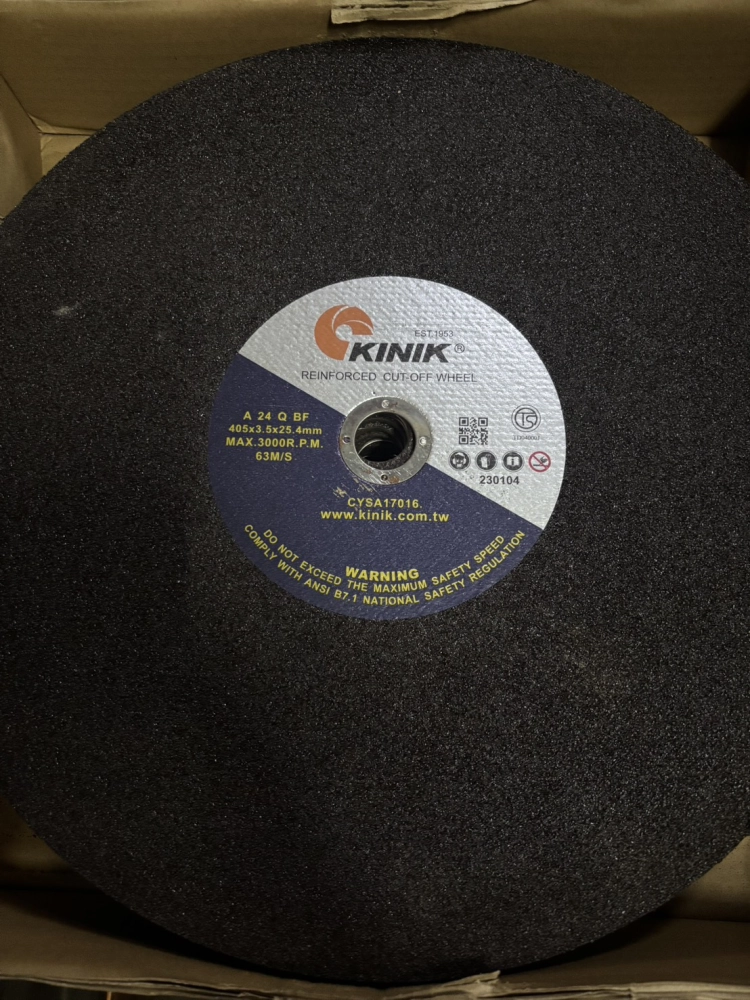 EST.1953
KINIK®
REINFORCED CUT-OFF WHEEL
A 24 Q BF
405x3.5x25.4mm
MAX.3000R.P.M.
63M/S
230104
CYSA17016
www.kinik.com.tw
WARNING
DO NOT EXCEED THE MAXIMUM SAFETY SPEED
COMPLY WITH ANSI B7.1 NATIONAL SAFETY REGULATION